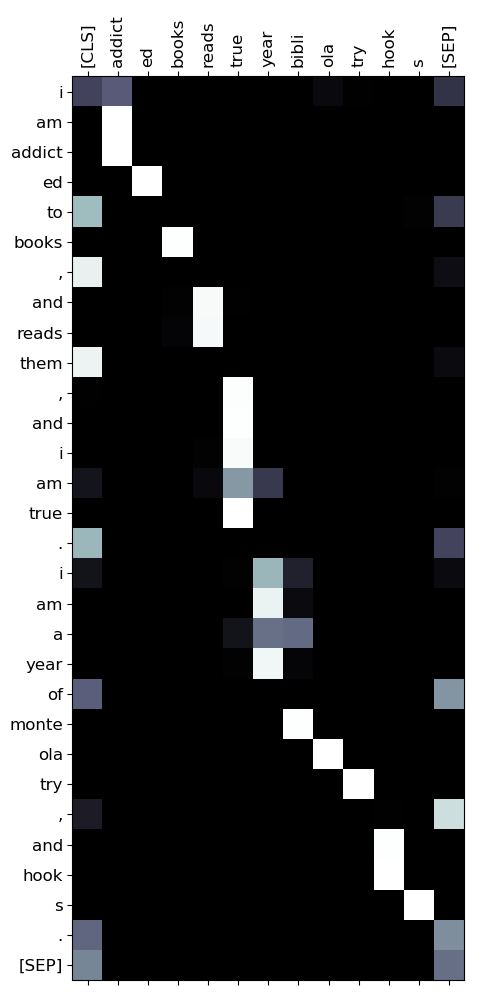 [CLS] addict ed books reads true year bibli ola try hook s [SEP]
i
am
addict
ed
to
books
,
and
reads
them
,
and
i
am
true
.
i
am
a
year
of
monte
ola
try
,
and
hook
s
.
[SEP]